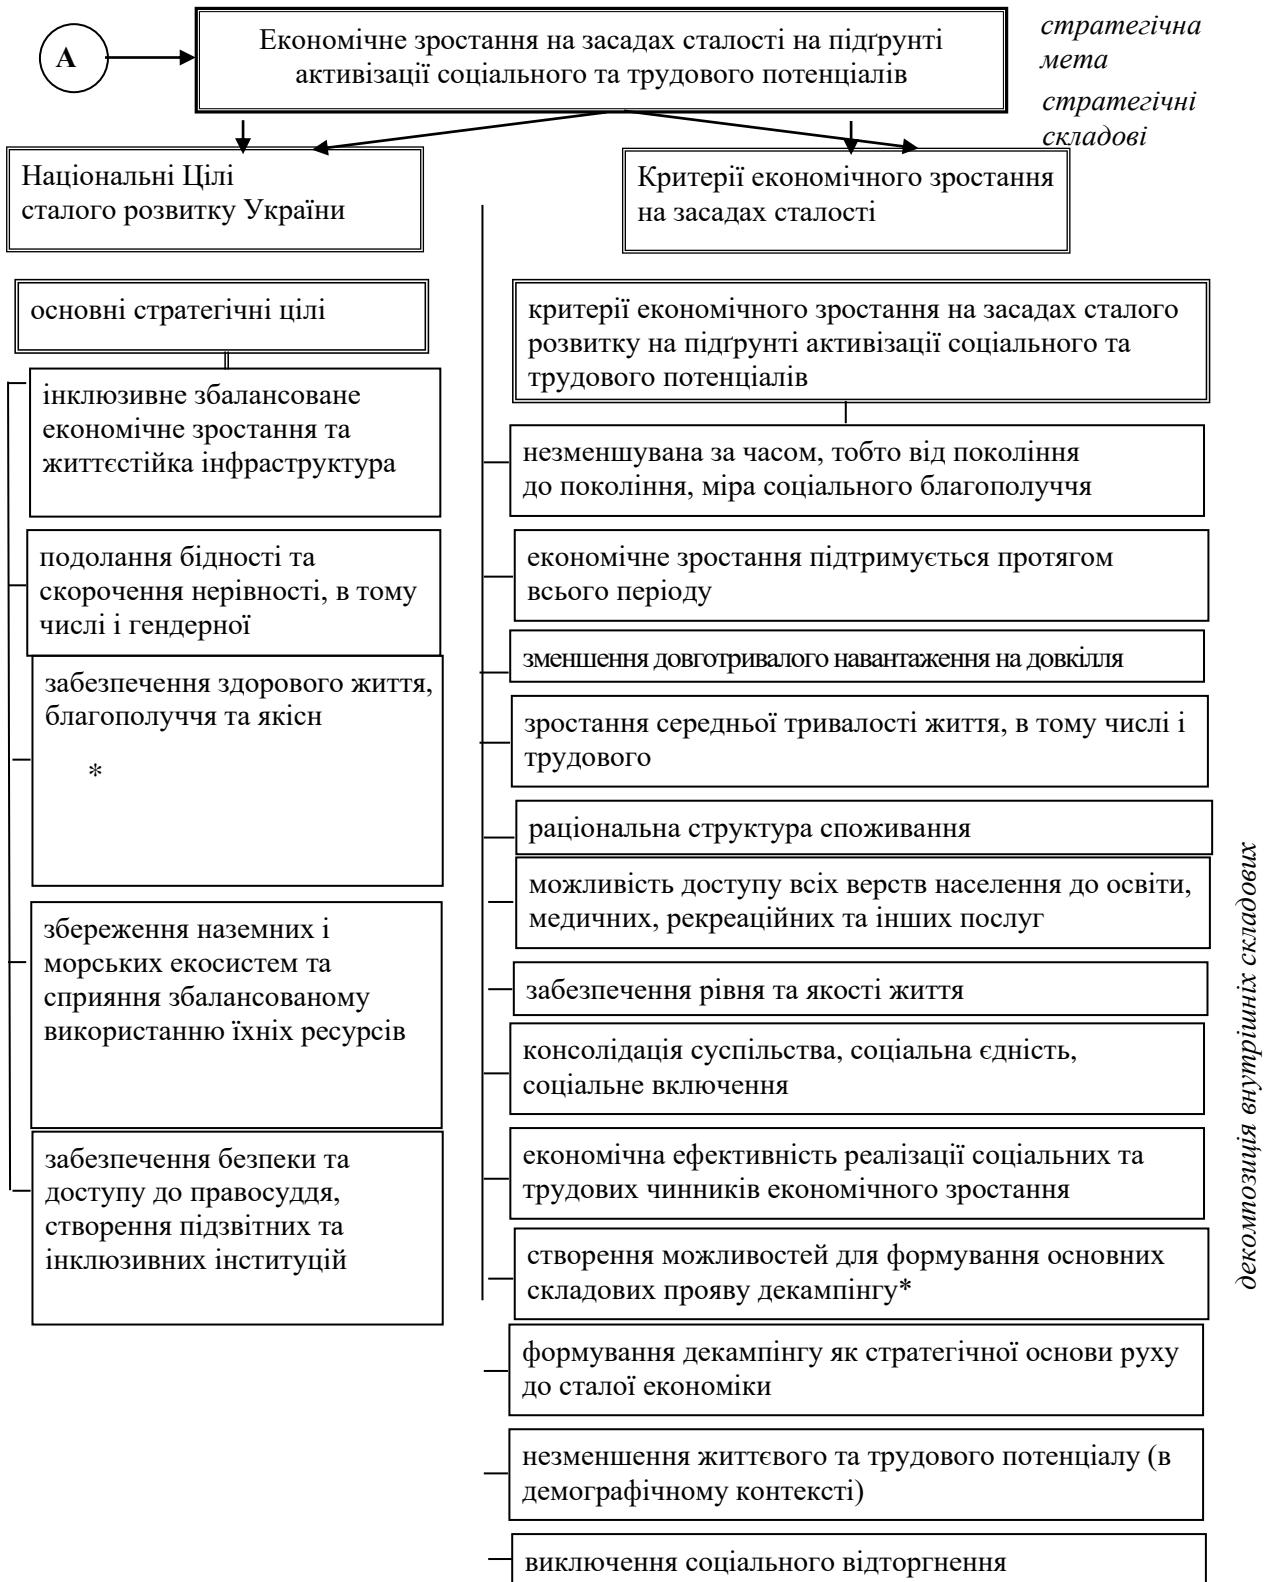 А
Економічне зростання на засадах сталості на підґрунті
активізації соціального та трудового потенціалів
стратегічна
мета
стратегічні
складові
Національні Цілі
сталого розвитку України
Критерії економічного зростання
на засадах сталості
основні стратегічні цілі
інклюзивне збалансоване
економічне зростання та
життєстійка інфраструктура
подолання бідності та
скорочення нерівності, в тому
числі і гендерної
забезпечення здорового життя,
благополуччя та якісн
*
збереження наземних і
морських екосистем та
сприяння збалансованому
використанню їхніх ресурсів
забезпечення безпеки та
доступу до правосуддя,
створення підзвітних та
інклюзивних інституцій
критерії економічного зростання на засадах сталого
розвитку на підґрунті активізації соціального та
трудового потенціалів
незменшувана за часом, тобто від покоління
до покоління, міра соціального благополуччя
економічне зростання підтримується протягом
всього періоду
зменшення довготривалого навантаження на довкілля
зростання середньої тривалості життя, в тому числі і
трудового
раціональна структура споживання
можливість доступу всіх верств населення до освіти,
медичних, рекреаційних та інших послуг
забезпечення рівня та якості життя
консолідація суспільства, соціальна єдність,
соціальне включення
економічна ефективність реалізації соціальних та
трудових чинників економічного зростання
створення можливостей для формування основних
складових прояву декампінгу*
формування декампінгу як стратегічної основи руху
до сталої економіки
незменшення життєвого та трудового потенціалу (в
демографічному контексті)
виключення соціального відторгнення
декомпозиція внутрішніх складових